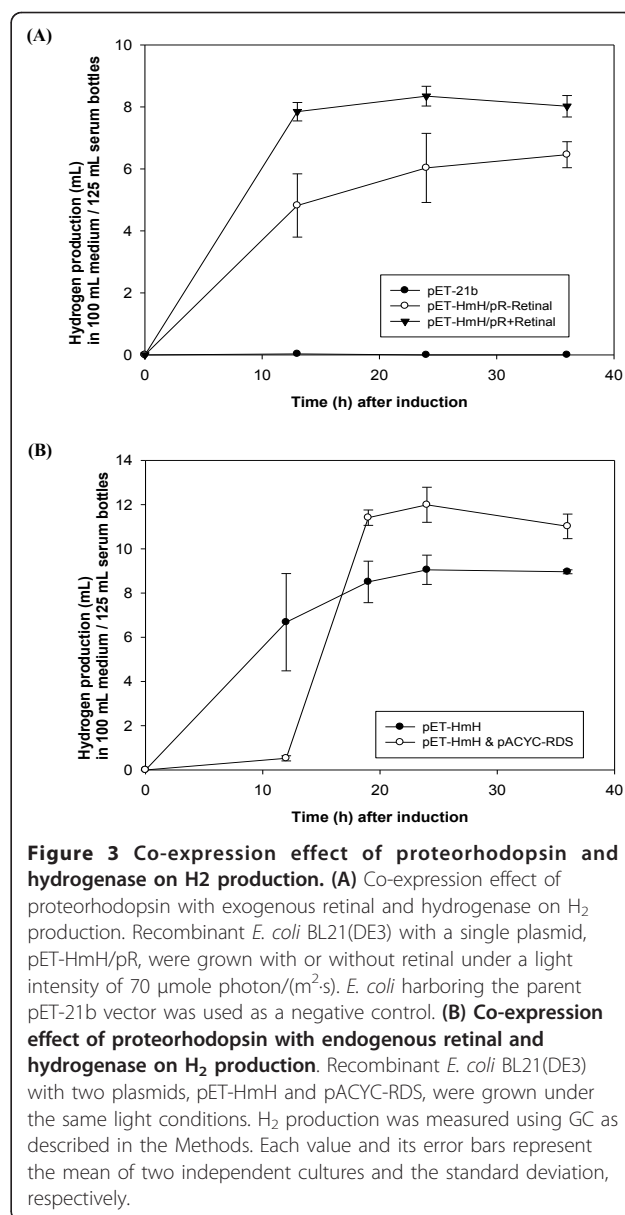 (A)
Hydrogen production (mL)
in 100 mL medium / 125 mL serum bottles
10
8
6
4
2
0
pET-21b
pET-HmH/pR-Retinal
pET-HmH/pR+Retinal
0 10 20 30 40
Time (h) after induction
(B)
Hydrogen production (mL)
in 100 mL medium / 125 mL serum bottles
14
12
10
8
6
4
2
0
pET-HmH
pET-HmH & pACYC-RDS
0 10 20 30 40
Time (h) after induction
Figure 3 Co-expression effect of proteorhodopsin and
hydrogenase on H2 production. (A) Co-expression effect of
proteorhodopsin with exogenous retinal and hydrogenase on H₂
production. Recombinant E. coli BL21(DE3) with a single plasmid,
pET-HmH/pR, were grown with or without retinal under a light
intensity of 70 μmole photon/(m²·s). E. coli harboring the parent
pET-21b vector was used as a negative control. (B) Co-expression
effect of proteorhodopsin with endogenous retinal and
hydrogenase on H₂ production. Recombinant E. coli BL21(DE3)
with two plasmids, pET-HmH and pACYC-RDS, were grown under
the same light conditions. H₂ production was measured using GC as
described in the Methods. Each value and its error bars represent
the mean of two independent cultures and the standard deviation,
respectively.